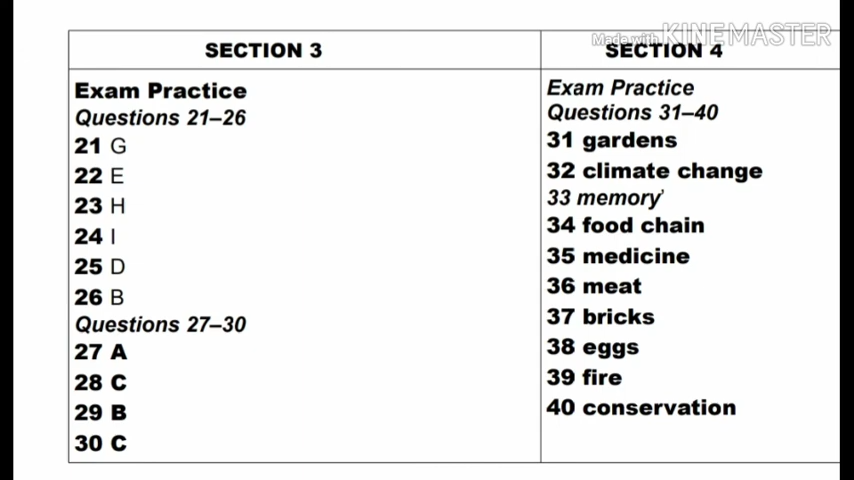 Made with KINEMASTER
SECTION 3
Exam Practice
Questions 21–26
21 G
22 E
23 H
24 I
25 D
26 B
Questions 27–30
27 A
28 C
29 B
30 C
SECTION 4
Exam Practice
Questions 31–40
31 gardens
32 climate change
33 memory’
34 food chain
35 medicine
36 meat
37 bricks
38 eggs
39 fire
40 conservation